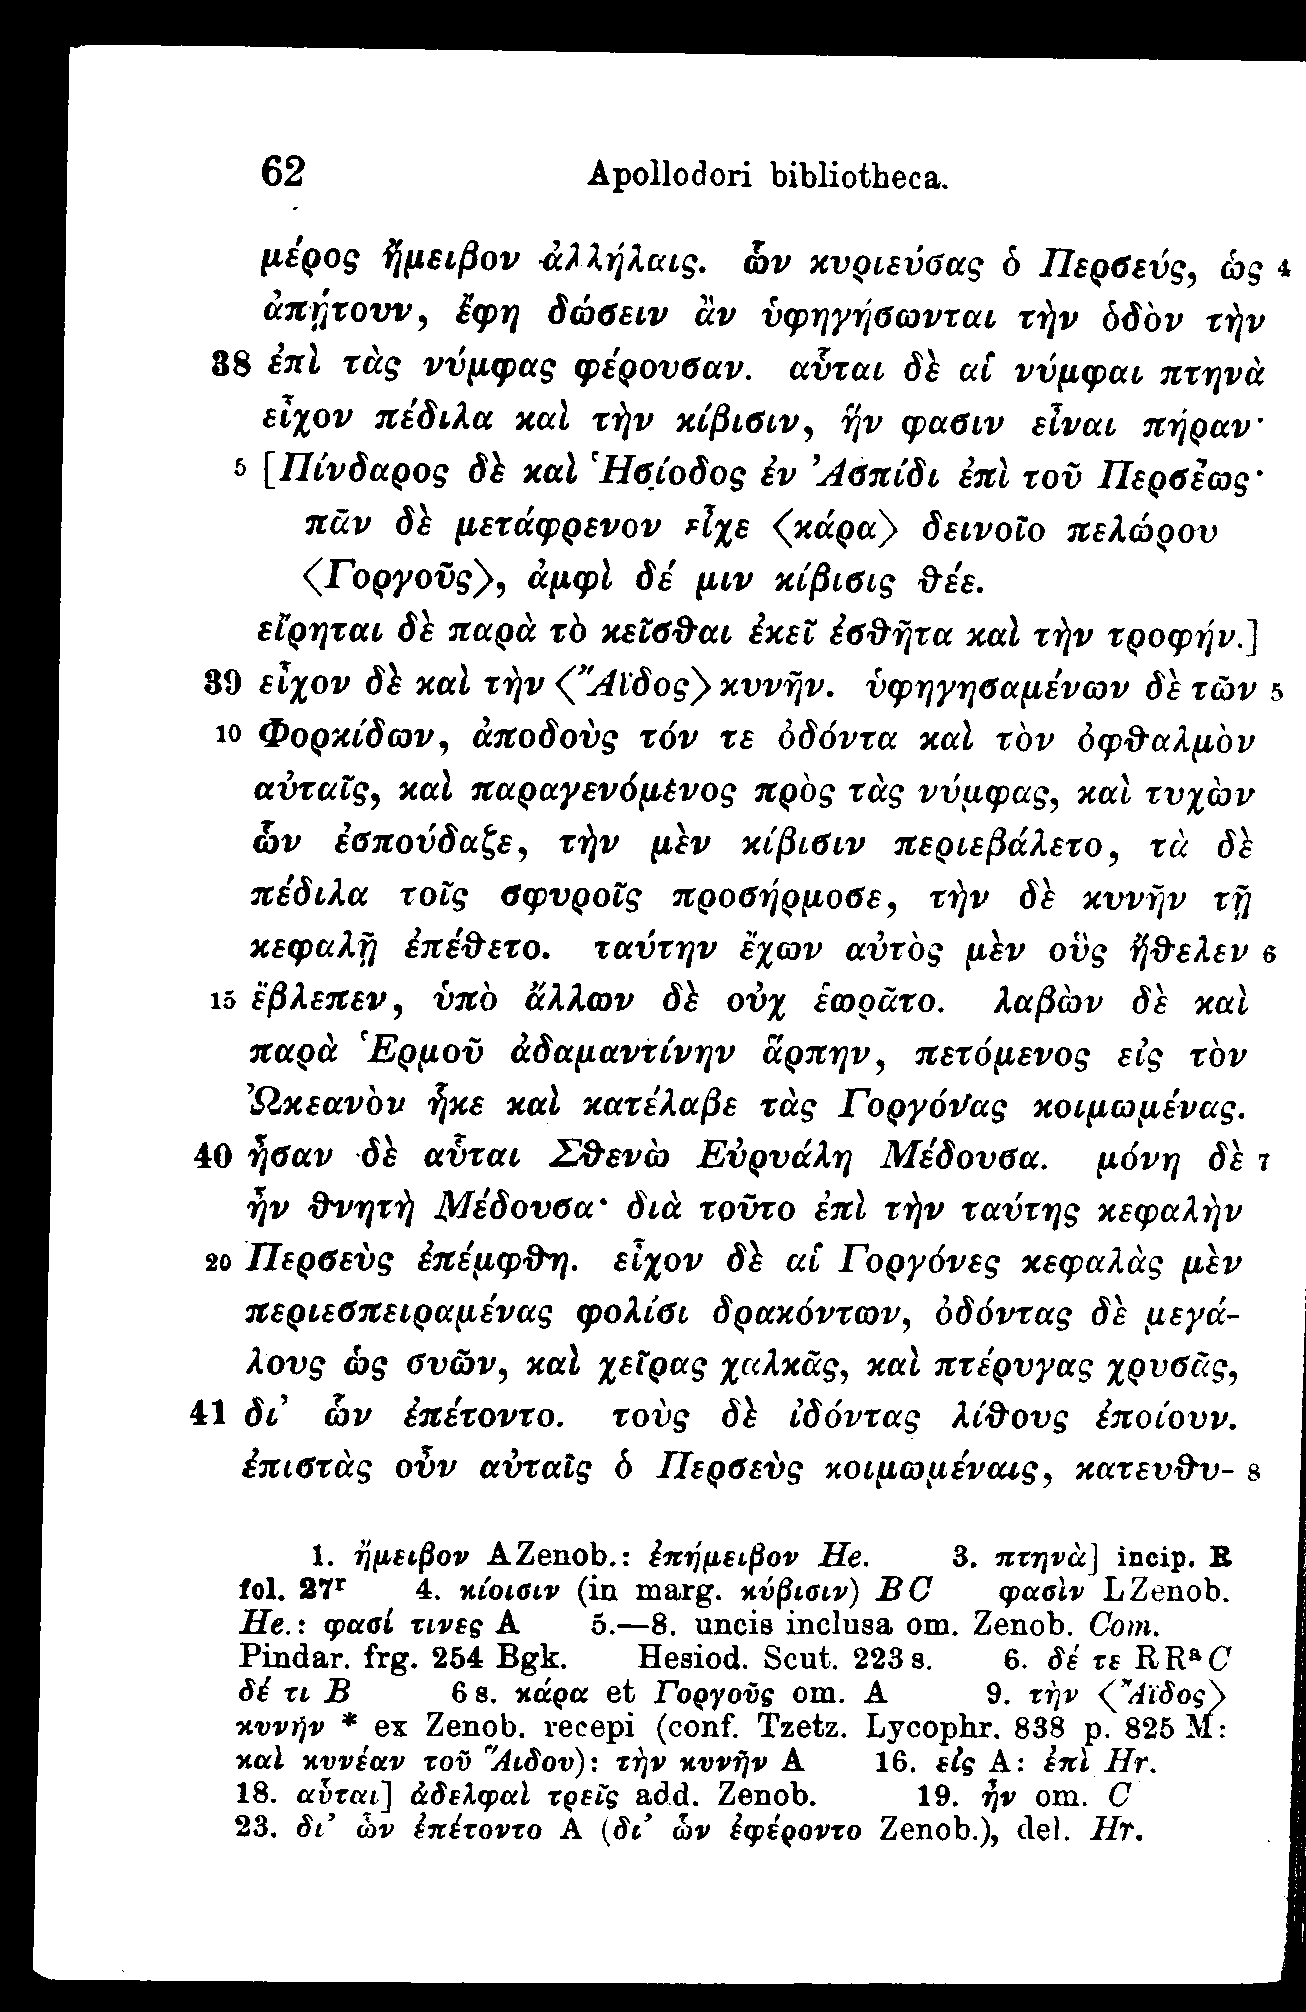 62 Apollodori bibliotheca.
μέρος ἤμειβον ἀλλήλαις. ὧν κυριεύσας ὁ Περσεύς, ὡς 4
ἀπῄτουν, ἔφη δώσειν ἂν ὑφηγήσωνται τὴν ὁδὸν τὴν
38 ἐπὶ τὰς νύμφας φέρουσαν. αὗται δὲ αἱ νύμφαι πτηνὰ
εἶχον πέδιλα καὶ τὴν κίβισιν, ἥν φασιν εἶναι πήραν·
5 [Πίνδαρος δὲ καὶ Ἡσίοδος ἐν Ἀσπίδι ἐπὶ τοῦ Περσέως·
πᾶν δὲ μετάφρενον εἶχε ⟨κάρα⟩ δεινοῖο πελώρου
⟨Γοργοῦς⟩, ἀμφὶ δέ μιν κίβισις θέε.
εἴρηται δὲ παρὰ τὸ κεῖσθαι ἐκεῖ ἐσθῆτα καὶ τὴν τροφήν.]
39 εἶχον δὲ καὶ τὴν ⟨Ἄϊδος⟩ κυνῆν. ὑφηγησαμένων δὲ τῶν 5
10 Φορκίδων, ἀποδοὺς τόν τε ὀδόντα καὶ τὸν ὀφθαλμὸν
αὐταῖς, καὶ παραγενόμενος πρὸς τὰς νύμφας, καὶ τυχὼν
ὧν ἐσπούδαζε, τὴν μὲν κίβισιν περιεβάλετο, τὰ δὲ
πέδιλα τοῖς σφυροῖς προσήρμοσε, τὴν δὲ κυνῆν τῇ
κεφαλῇ ἐπέθετο. ταύτην ἔχων αὐτὸς μὲν οὓς ἤθελεν 6
15 ἔβλεπεν, ὑπὸ ἄλλων δὲ οὐχ ἑωρᾶτο. λαβὼν δὲ καὶ
παρὰ Ἑρμοῦ ἀδαμαντίνην ἅρπην, πετόμενος εἰς τὸν
Ὠκεανὸν ἧκε καὶ κατέλαβε τὰς Γοργόνας κοιμωμένας.
40 ἦσαν δὲ αὗται Σθενὼ Εὐρυάλη Μέδουσα. μόνη δὲ 7
ἦν θνητὴ Μέδουσα· διὰ τοῦτο ἐπὶ τὴν ταύτης κεφαλὴν
20 Περσεὺς ἐπέμφθη. εἶχον δὲ αἱ Γοργόνες κεφαλὰς μὲν
περιεσπειραμένας φολίσι δρακόντων, ὀδόντας δὲ μεγά-
λους ὡς συῶν, καὶ χεῖρας χαλκᾶς, καὶ πτέρυγας χρυσᾶς,
41 δι’ ὧν ἐπέτοντο. τοὺς δὲ ἰδόντας λίθους ἐποίουν.
ἐπιστὰς οὖν αὐταῖς ὁ Περσεὺς κοιμωμέναις, κατευθυ- 8
1. ἤμειβον A Zenob.: ἐπήμειβον He. 3. πτηνὰ] incip. R
fol. 27r 4. κίοισιν (in marg. κύβισιν) BC φασὶν L Zenob.
He.: φασί τινες A 5.—8. uncis inclusa om. Zenob. Com.
Pindar. frg. 254 Bgk. Hesiod. Scut. 223 s. 6. δέ τε RRᵃC
δέ τι B 6 s. κάρα et Γοργοῦς om. A 9. τὴν ⟨Ἄϊδος⟩
κυνῆν * ex Zenob. recepi (conf. Tzetz. Lycophr. 838 p. 825 M:
καὶ κυνέαν τοῦ Ἄιδου): τὴν κυνῆν A 16. εἰς A: ἐπὶ Hr.
18. αὗται] ἀδελφαὶ τρεῖς add. Zenob. 19. ἦν om. C
23. δι’ ὧν ἐπέτοντο A (δι’ ὧν ἐφέροντο Zenob.), del. Hr.